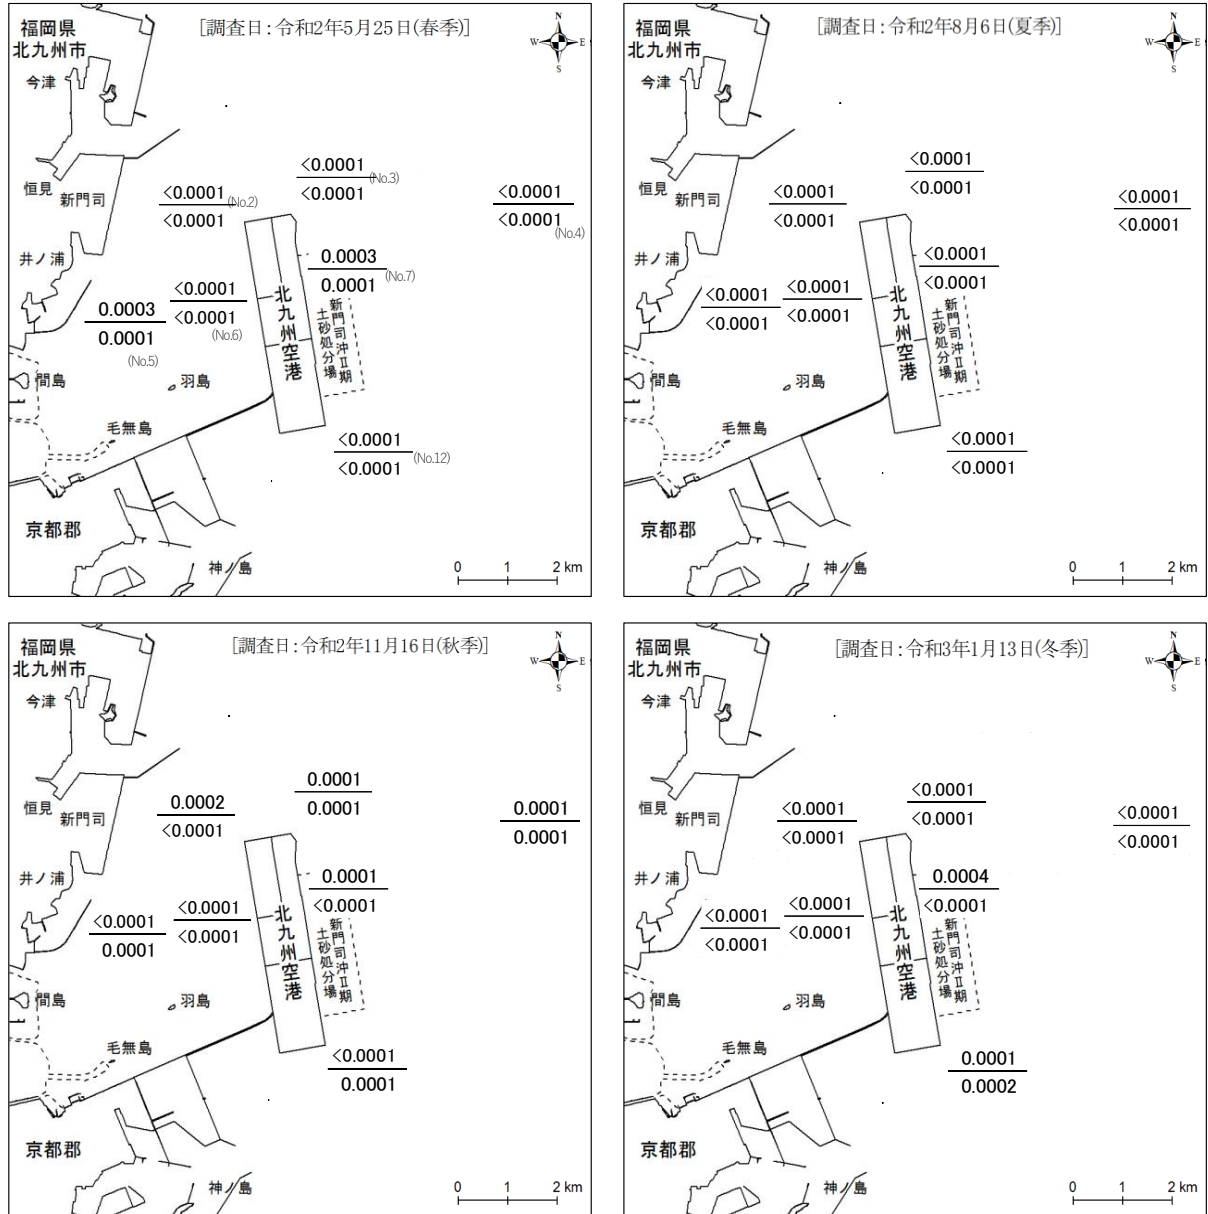 [調査日:令和2年5月25日(春季)]
福岡県
北九州市
今津
N
W
E
S
恒見
新門司
<0.0001
<0.0001
(No.2)
<0.0001
<0.0001
(No.3)
<0.0001
<0.0001
(No.4)
井ノ浦
0.0003
0.0001
(No.7)
<0.0001
<0.0001
(No.6)
0.0003
0.0001
(No.5)
北九州空港
新門司沖Ⅱ期
土砂処分場
間島
羽島
毛無島
<0.0001
<0.0001
(No.12)
京都郡
神ノ島
0 1 2 km
[調査日:令和2年8月6日(夏季)]
福岡県
北九州市
今津
N
W
E
S
恒見
新門司
<0.0001
<0.0001
<0.0001
<0.0001
<0.0001
<0.0001
井ノ浦
<0.0001
<0.0001
<0.0001
<0.0001
<0.0001
<0.0001
北九州空港
新門司沖Ⅱ期
土砂処分場
間島
羽島
毛無島
<0.0001
<0.0001
京都郡
神ノ島
0 1 2 km
[調査日:令和2年11月16日(秋季)]
福岡県
北九州市
今津
N
W
E
S
恒見
新門司
0.0002
<0.0001
0.0001
0.0001
0.0001
0.0001
井ノ浦
0.0001
<0.0001
<0.0001
<0.0001
<0.0001
0.0001
北九州空港
新門司沖Ⅱ期
土砂処分場
間島
羽島
毛無島
<0.0001
0.0001
京都郡
神ノ島
0 1 2 km
[調査日:令和3年1月13日(冬季)]
福岡県
北九州市
今津
N
W
E
S
恒見
新門司
<0.0001
<0.0001
<0.0001
<0.0001
<0.0001
<0.0001
井ノ浦
0.0004
<0.0001
<0.0001
<0.0001
<0.0001
<0.0001
北九州空港
新門司沖Ⅱ期
土砂処分場
間島
羽島
毛無島
0.0001
0.0002
京都郡
神ノ島
0 1 2 km